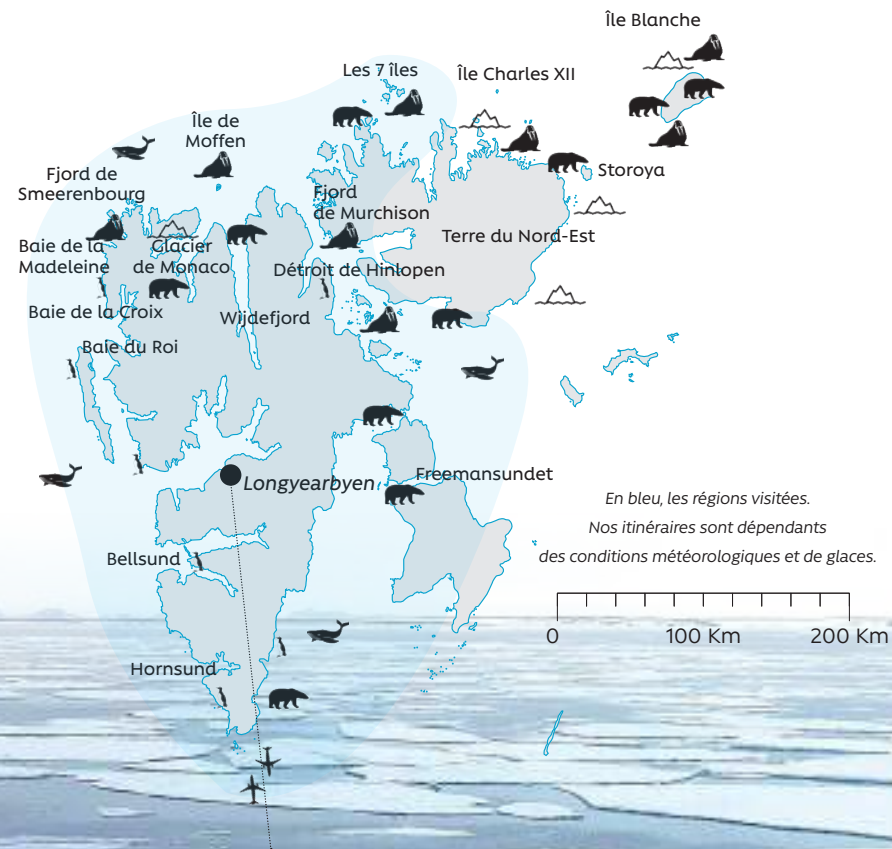 Île Blanche
Les 7 îles
Île Charles XII
Île de
Moffen
Fjord de
Smeerenbourg
Storoya
Fjord
de Murchison
Terre du Nord-Est
Baie de la
Madeleine
Glacier
de Monaco
Détroit de Hinlopen
Baie de la Croix
Wijdefjord
Baie du Roi
Longyearbyen
Freemansundet
En bleu, les régions visitées.
Nos itinéraires sont dépendants
des conditions météorologiques et de glaces.
Bellsund
0 100 Km 200 Km
Hornsund